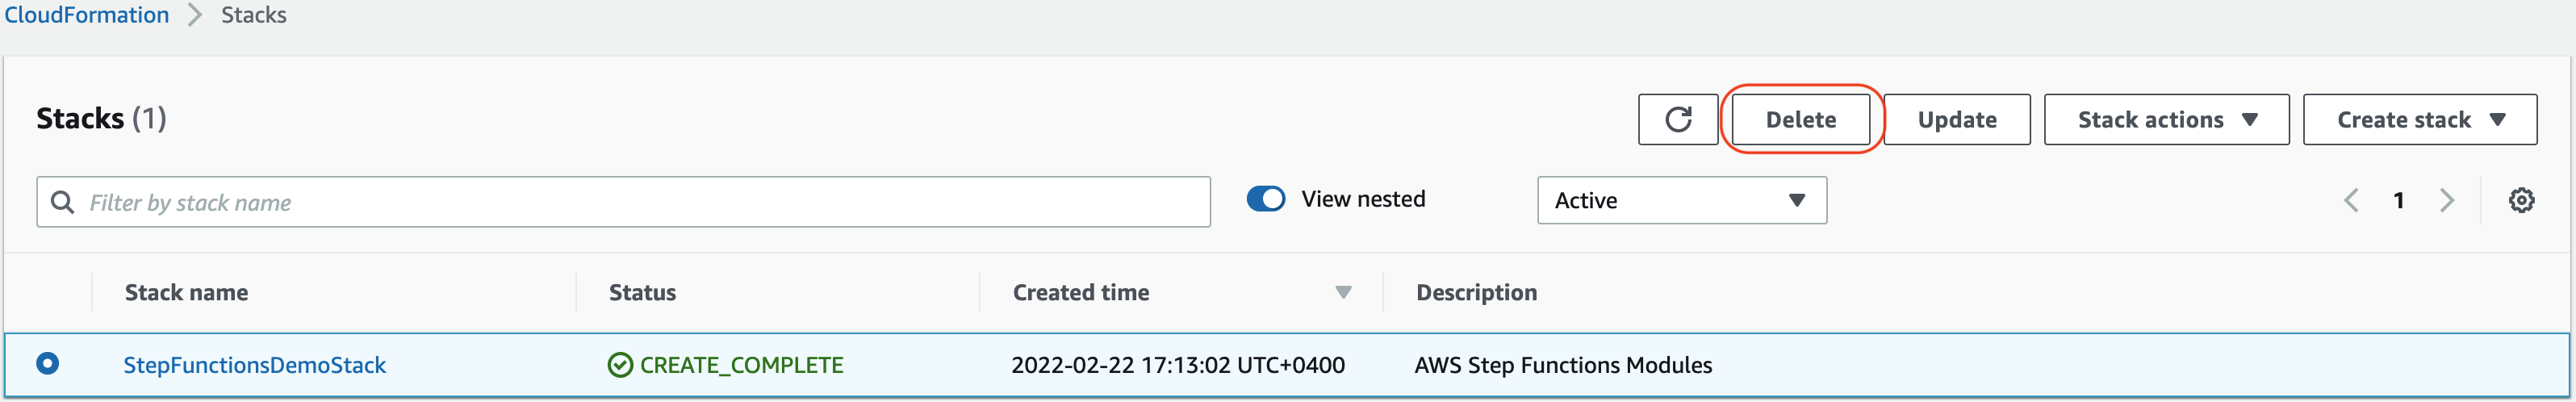 CloudFormation > Stacks
Stacks (1)
Delete
Update
Stack actions
Create stack
Filter by stack name
View nested
Active
1
Stack name Status Created time Description
StepFunctionsDemoStack CREATE_COMPLETE 2022-02-22 17:13:02 UTC+0400 AWS Step Functions Modules